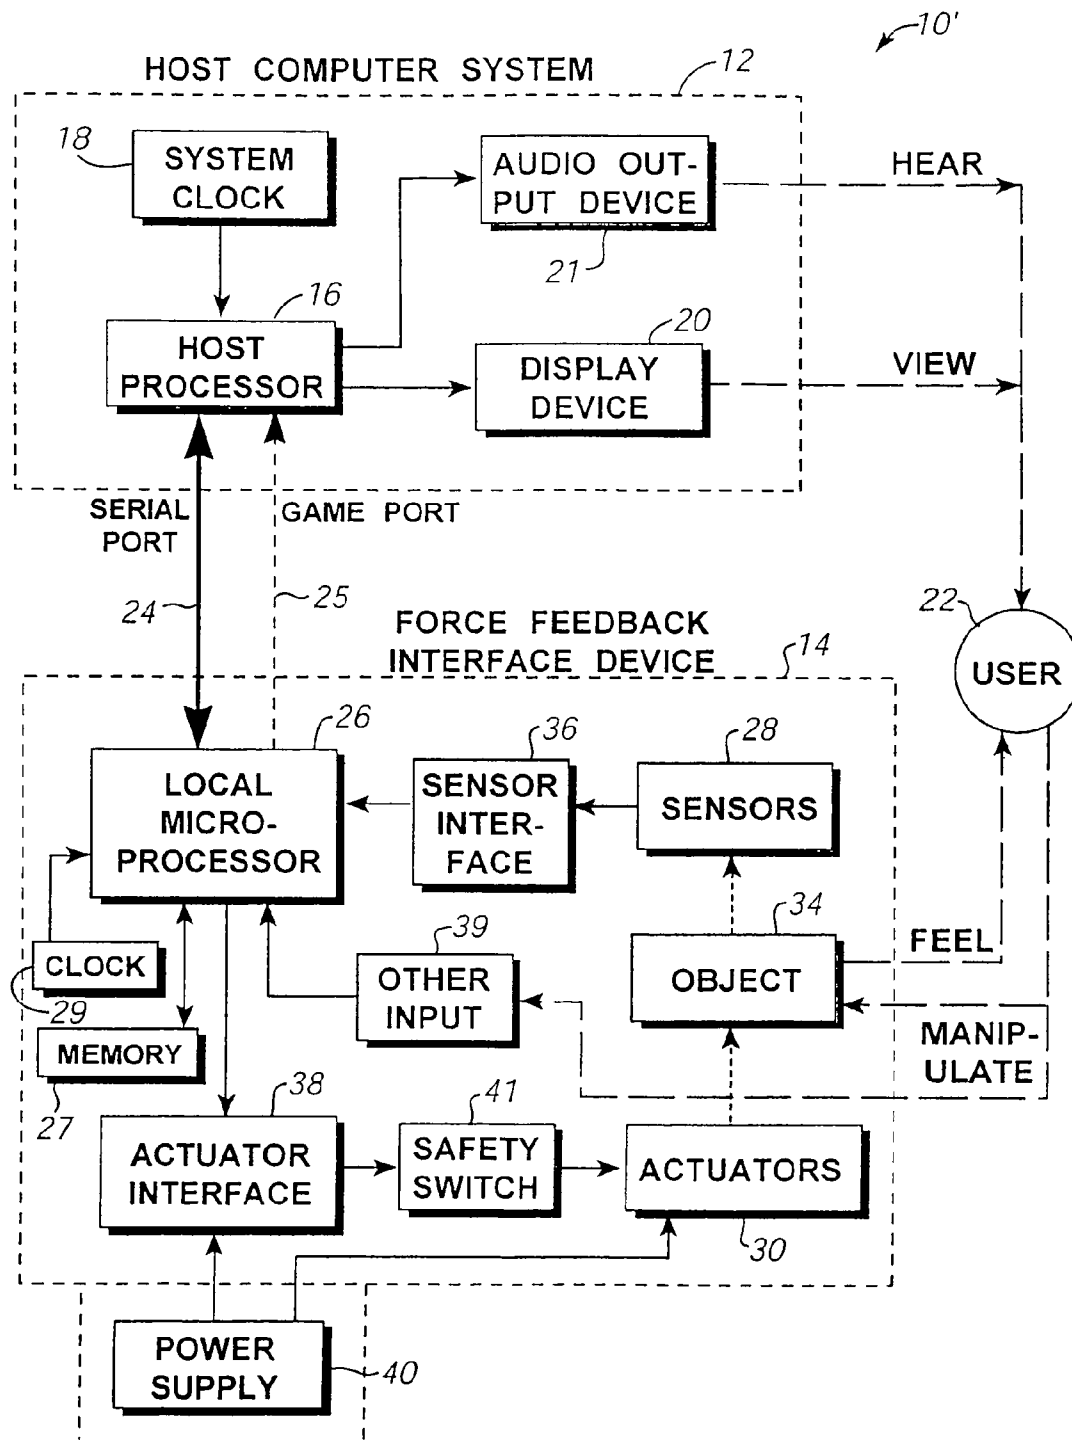 10'
HOST COMPUTER SYSTEM
12
18
SYSTEM
CLOCK
AUDIO OUT-
PUT DEVICE
21
HEAR
16
HOST
PROCESSOR
20
DISPLAY
DEVICE
VIEW
SERIAL
PORT
GAME PORT
24
25
FORCE FEEDBACK
INTERFACE DEVICE
14
22
USER
26
LOCAL
MICRO-
PROCESSOR
36
SENSOR
INTER-
FACE
28
SENSORS
CLOCK
29
MEMORY
27
39
OTHER
INPUT
34
OBJECT
FEEL
MANIP-
ULATE
38
ACTUATOR
INTERFACE
41
SAFETY
SWITCH
ACTUATORS
30
POWER
SUPPLY
40